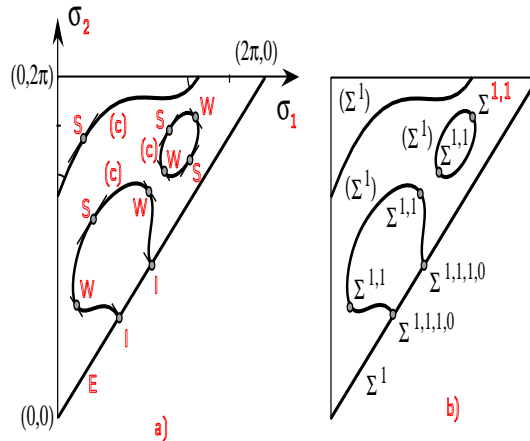 σ₂
(2π,0)
(0,2π)
σ₁
S
(c)
S
W
(c)
W
S
(c)
S
W
W
I
I
E
(0,0)
a)
(Σ¹)
Σ¹,¹
(Σ¹)
Σ¹,¹
(Σ¹)
Σ¹,¹
Σ¹,¹
Σ¹,¹,¹,⁰
Σ¹,¹,¹,⁰
Σ¹
b)